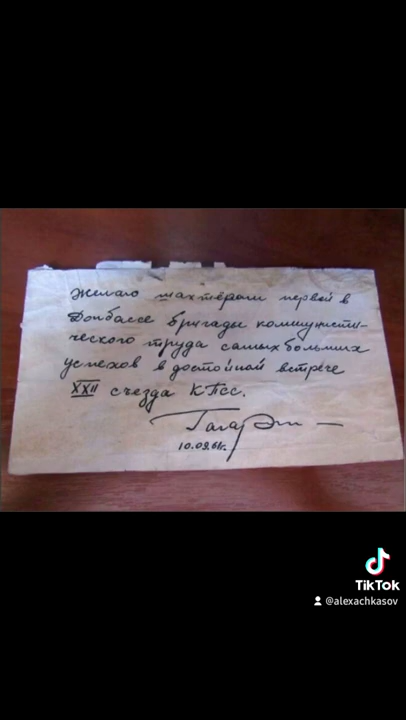 Желаю шахтёрам первой в
Донбассе бригады коммунисти-
ческого труда самых больших
успехов в достойной встрече
XXII съезда КПСС.
Гагарин
10.09.61г.
TikTok
@alexachkasov